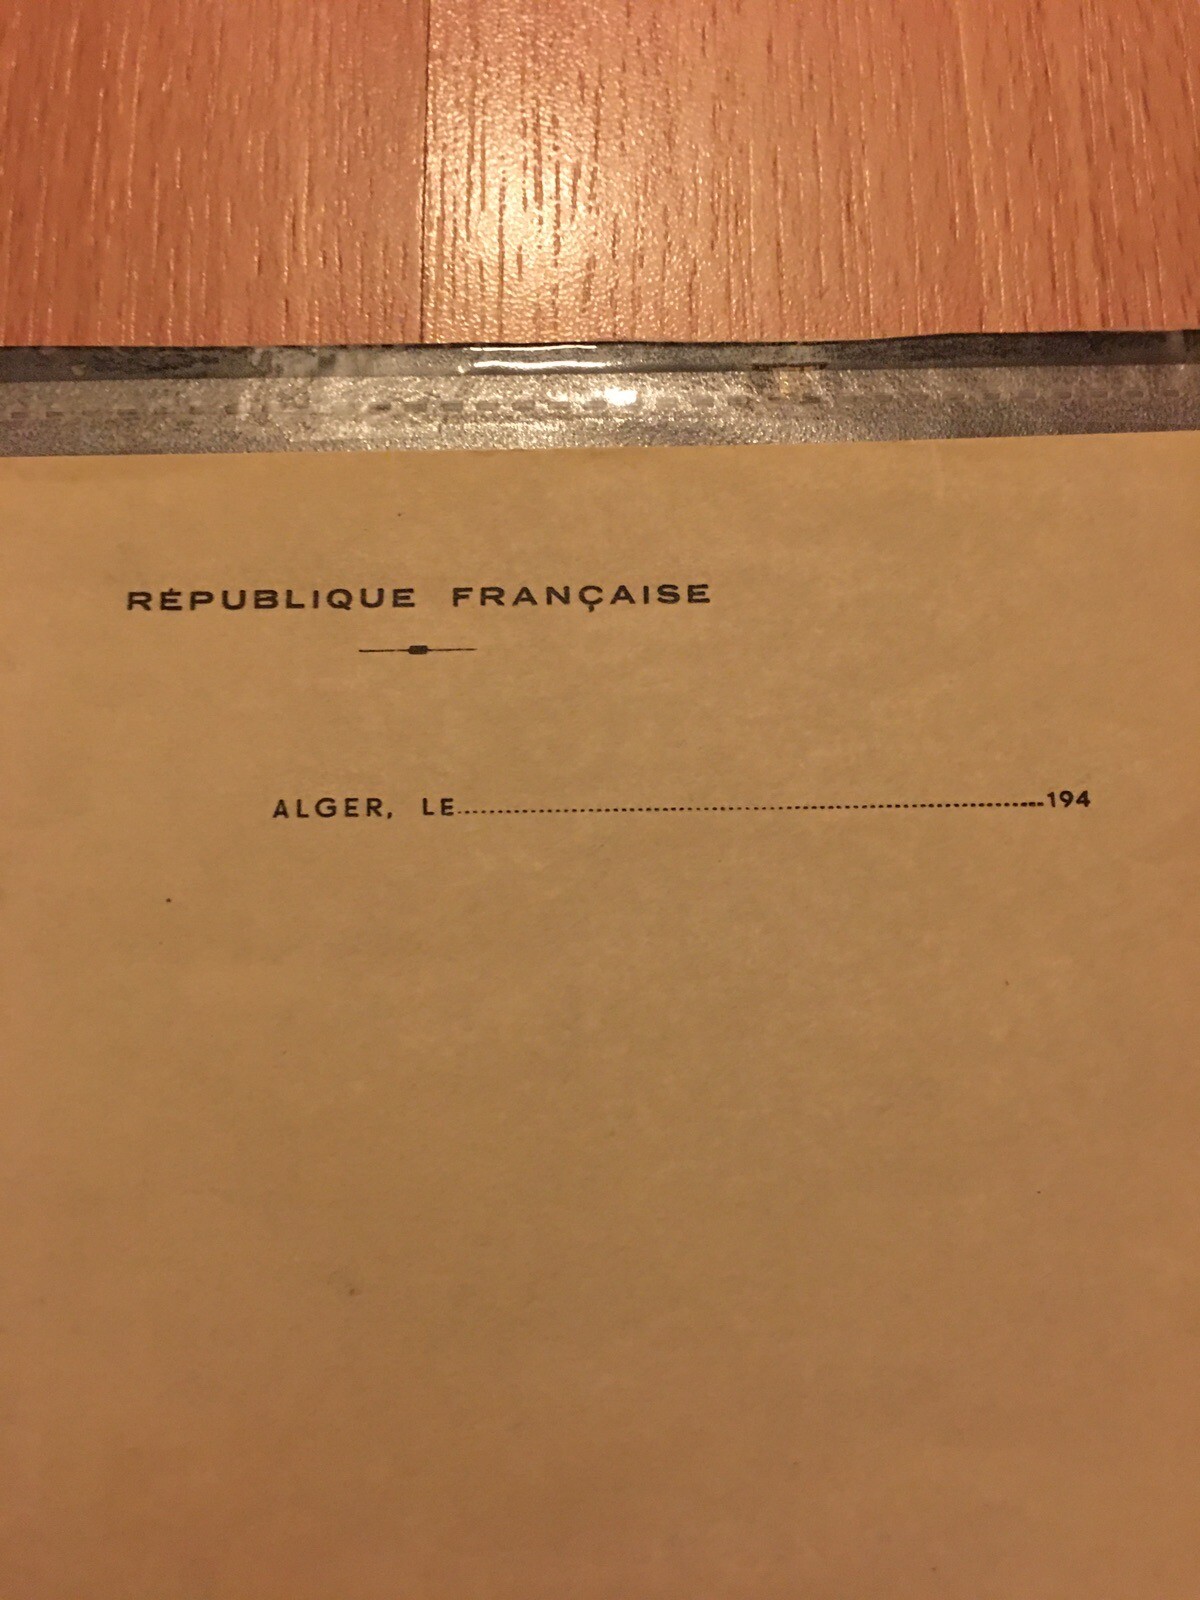 RÉPUBLIQUE FRANÇAISE
ALGER, LE..............................194